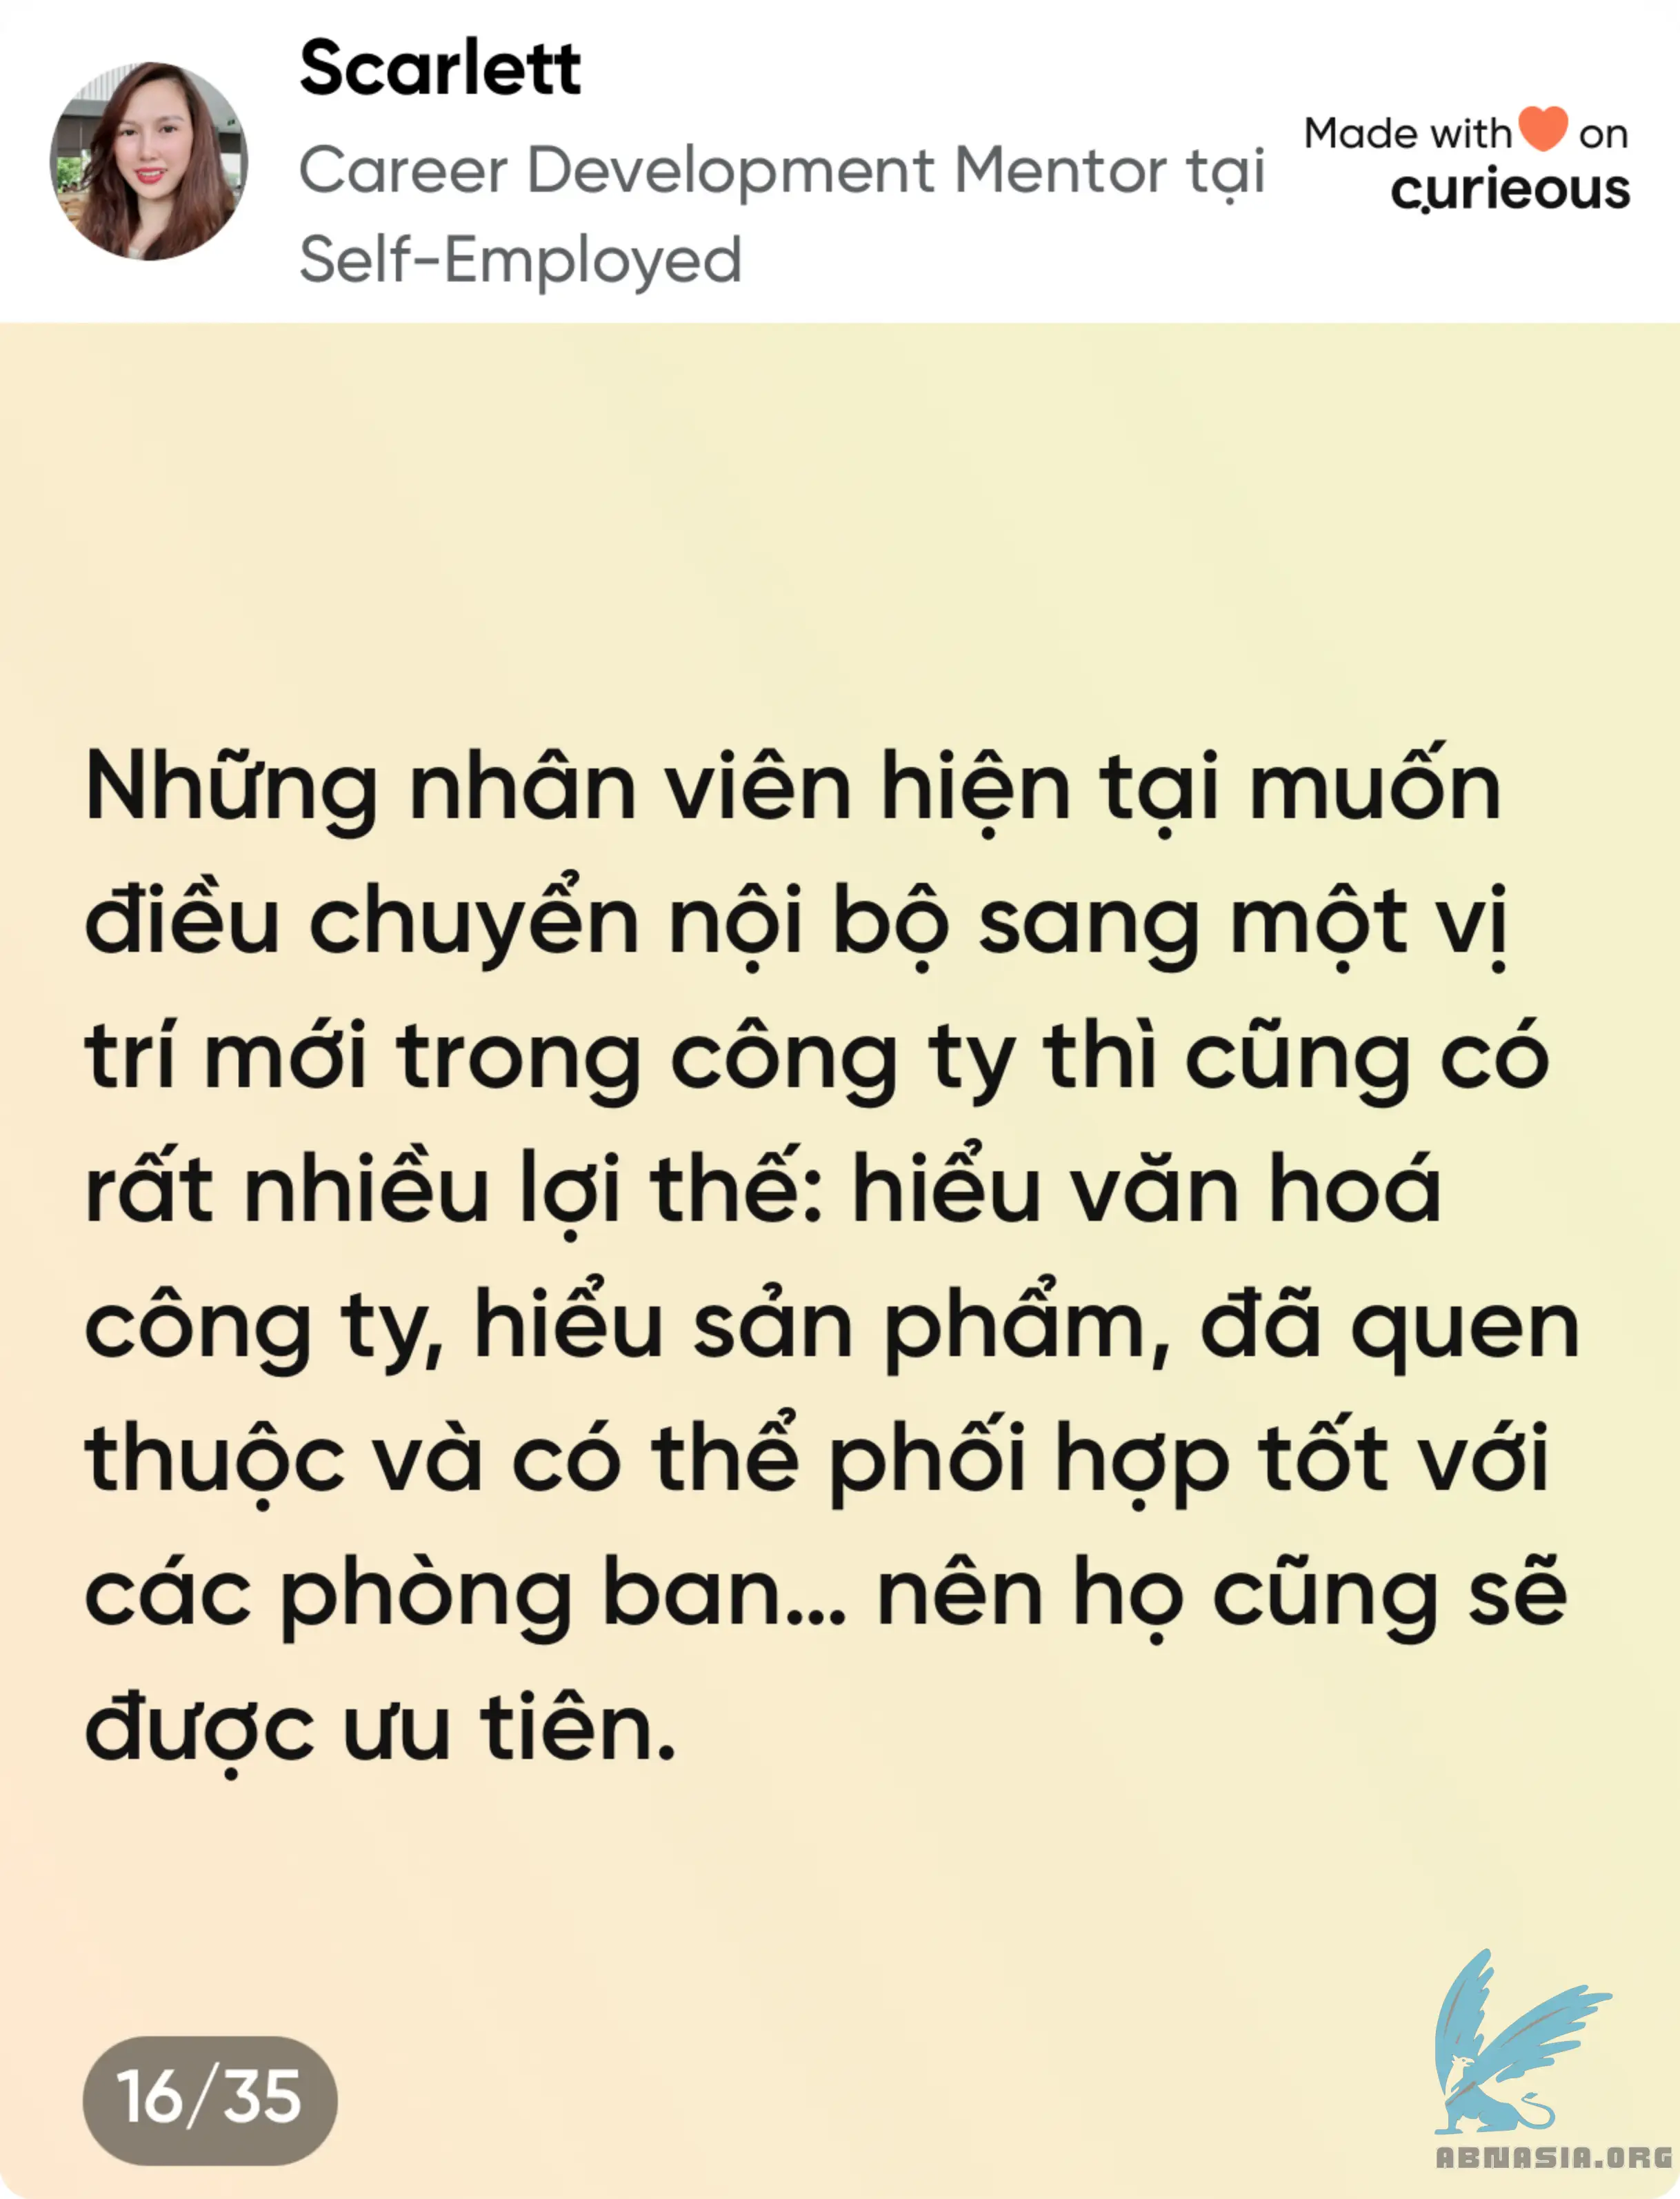 Scarlett
Career Development Mentor tại
Self-Employed
Made with on
curieous
Những nhân viên hiện tại muốn
điều chuyển nội bộ sang một vị
trí mới trong công ty thì cũng có
rất nhiều lợi thế: hiểu văn hoá
công ty, hiểu sản phẩm, đã quen
thuộc và có thể phối hợp tốt với
các phòng ban... nên họ cũng sẽ
được ưu tiên.
16/35
ABNASIA.ORG